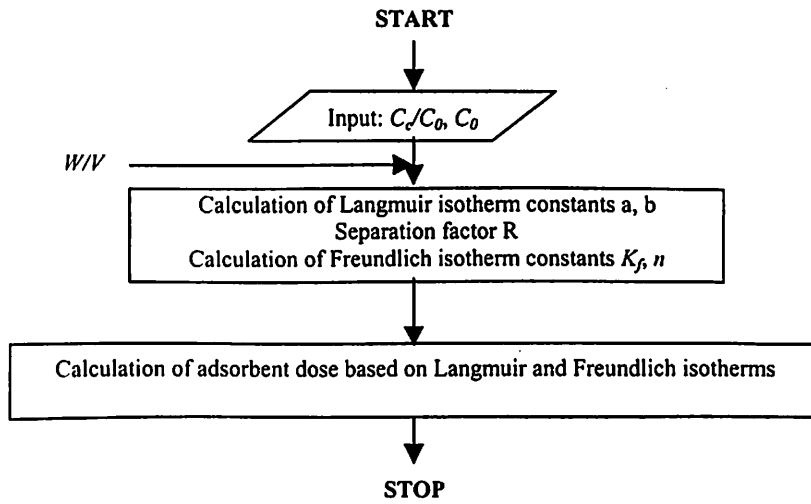 START
Input: C_c/C_0, C_0
W/V
Calculation of Langmuir isotherm constants a, b
Separation factor R
Calculation of Freundlich isotherm constants K_f, n
Calculation of adsorbent dose based on Langmuir and Freundlich isotherms
STOP